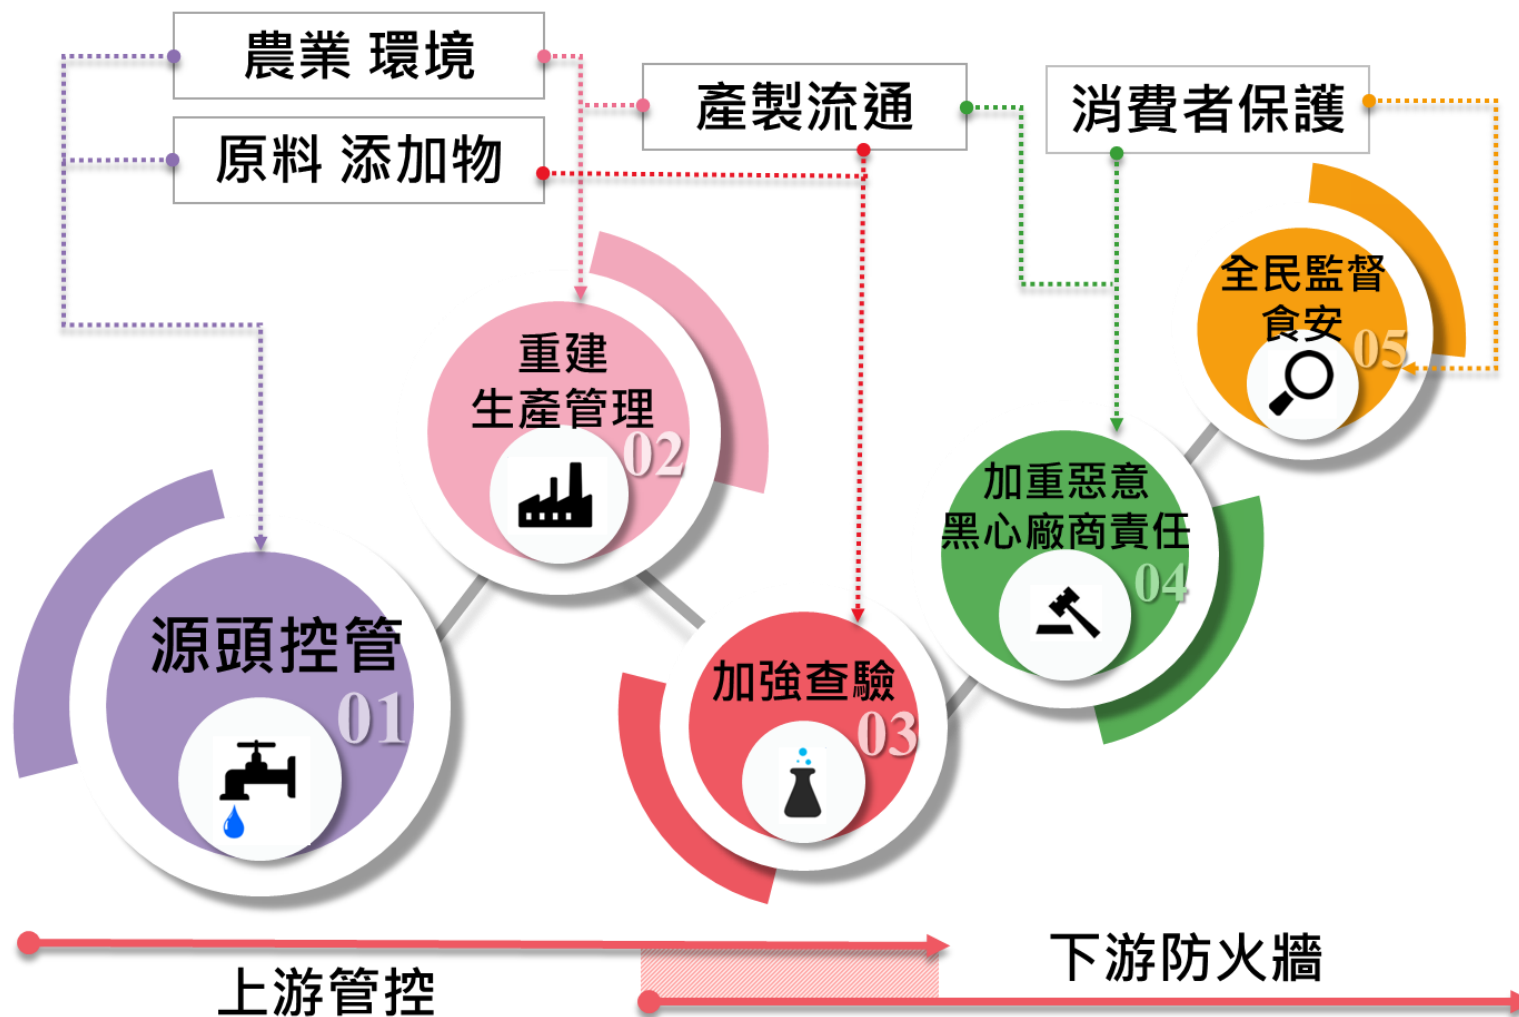 農業 環境
原料 添加物
產製流通
消費者保護
源頭控管
01
重建
生產管理
02
加強查驗
03
加重惡意
黑心廠商責任
04
全民監督
食安
05
上游管控
下游防火牆